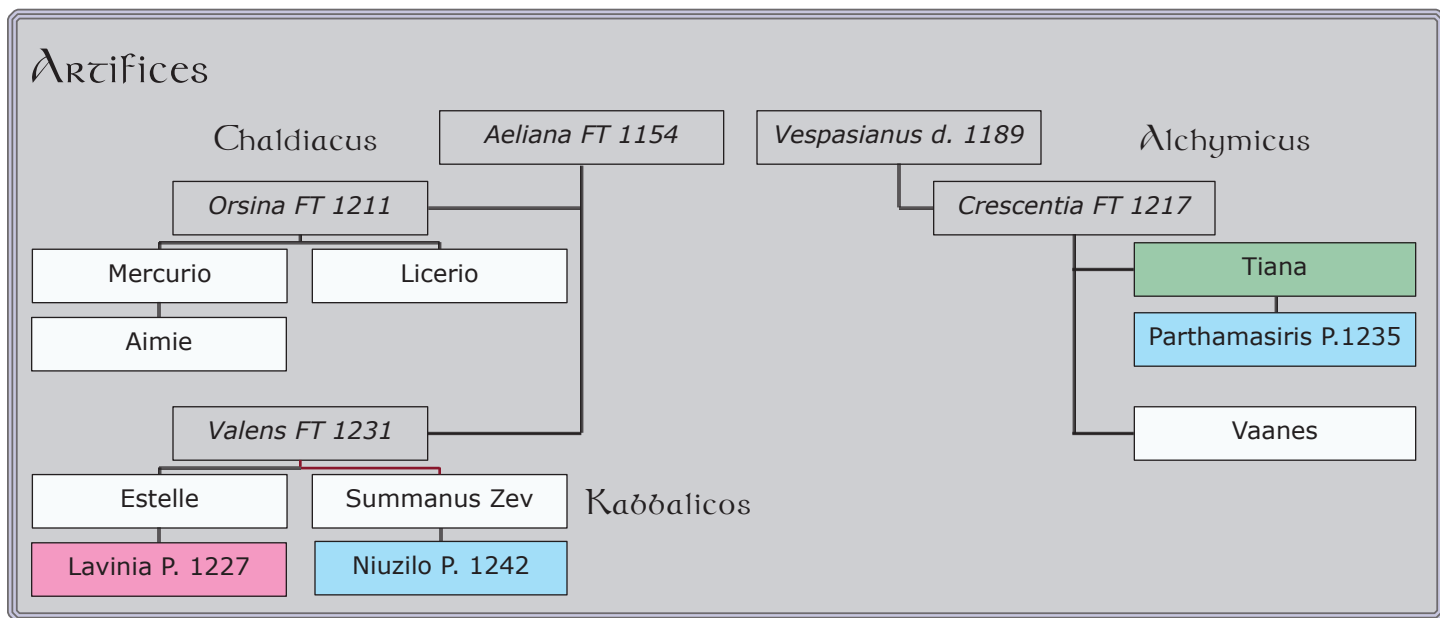 Artifices
Chaldiacus
Aeliana FT 1154
Vespasianus d. 1189
Alchymicus
Orsina FT 1211
Crescentia FT 1217
Mercurio
Licerio
Tiana
Aimie
Parthamasiris P.1235
Valens FT 1231
Vaanes
Estelle
Summanus Zev
Kabbalicos
Lavinia P. 1227
Niuzilo P. 1242